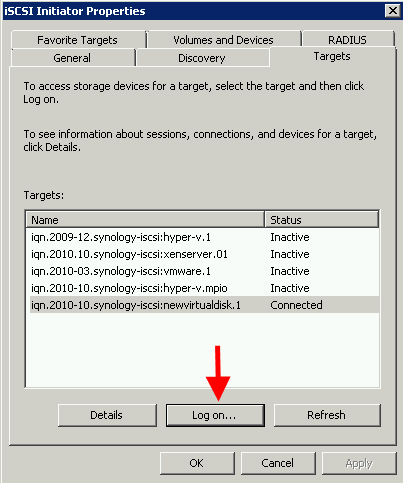 iSCSI Initiator Properties
Favorite Targets Volumes and Devices RADIUS
General Discovery Targets
To access storage devices for a target, select the target and then click
Log on.
To see information about sessions, connections, and devices for a target,
click Details.
Targets:
Name Status
iqn.2009-12.synology-iscsi:hyper-v.1 Inactive
iqn.2010.10.synology-iscsi:xenserver.01 Inactive
iqn.2010-03.synology-iscsi:vmware.1 Inactive
iqn.2010-10.synology-iscsi:hyper-v.mpio Inactive
iqn.2010-10.synology-iscsi:newvirtualdisk.1 Connected
Details Log on... Refresh
OK Cancel Apply